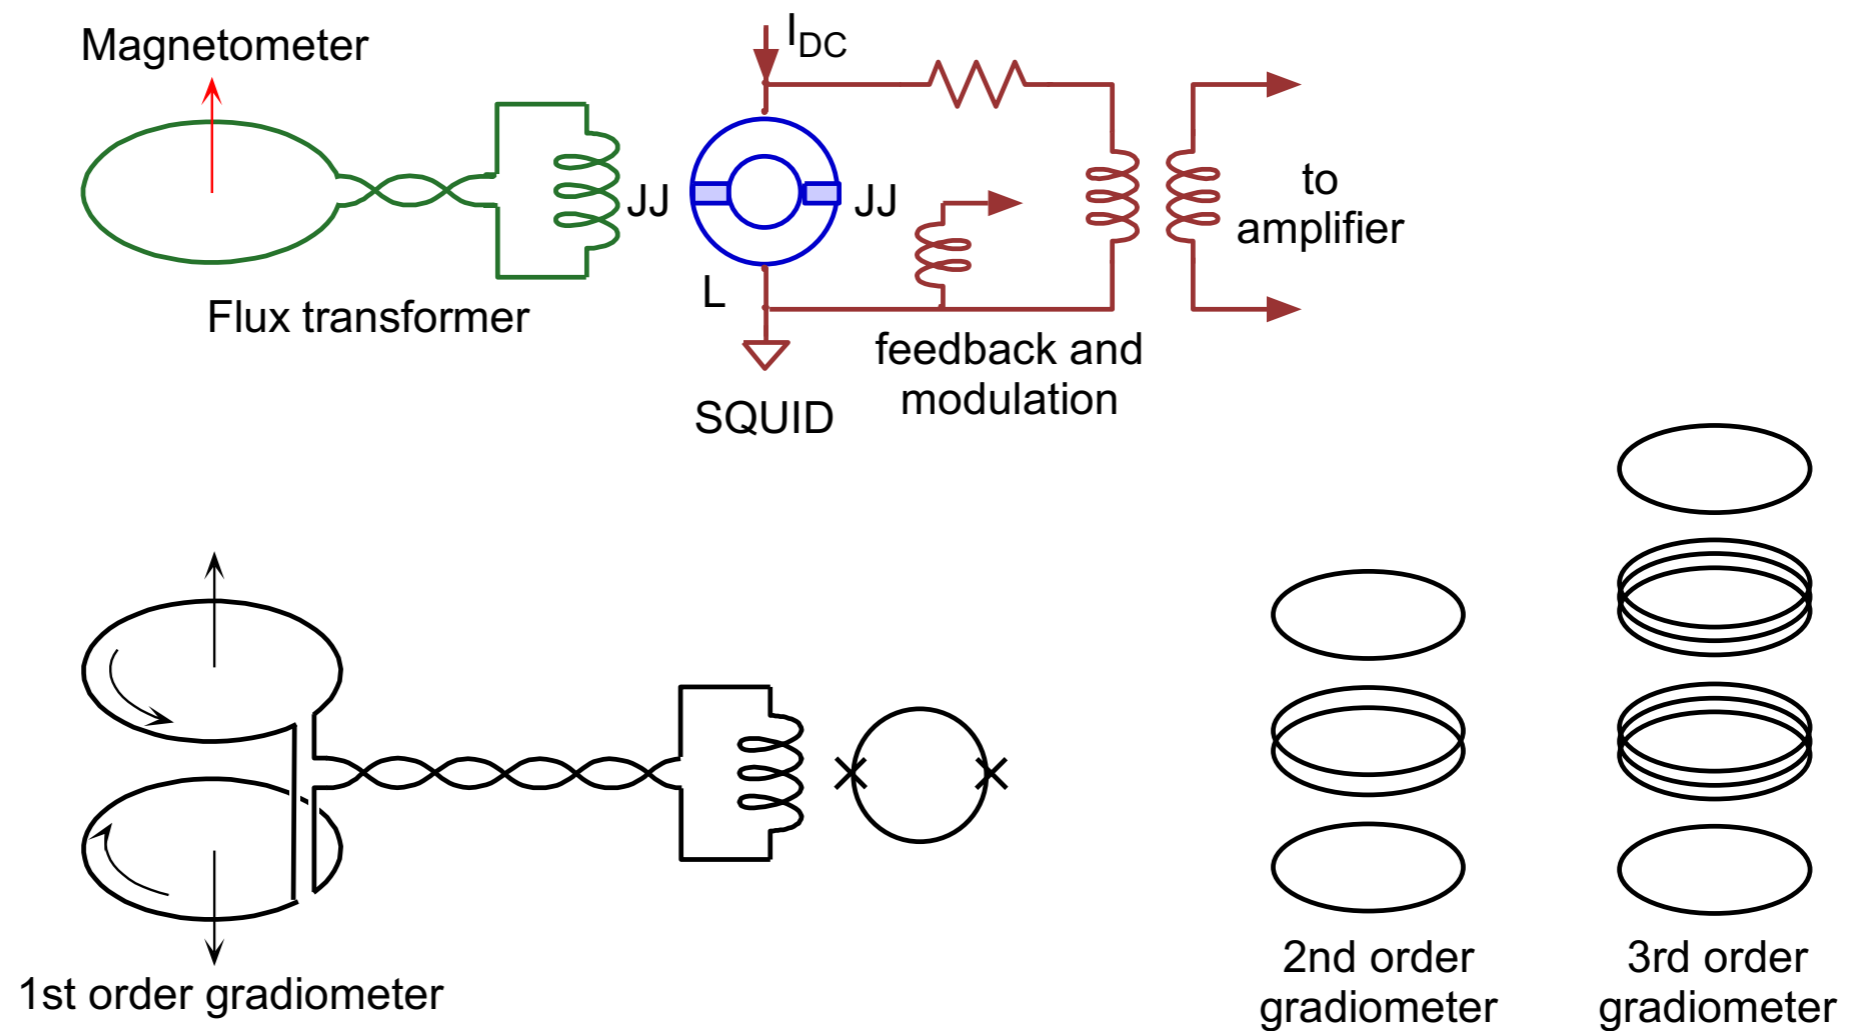 Magnetometer
I_DC
JJ
JJ
to
amplifier
L
Flux transformer
feedback and
modulation
SQUID
1st order gradiometer
2nd order
gradiometer
3rd order
gradiometer